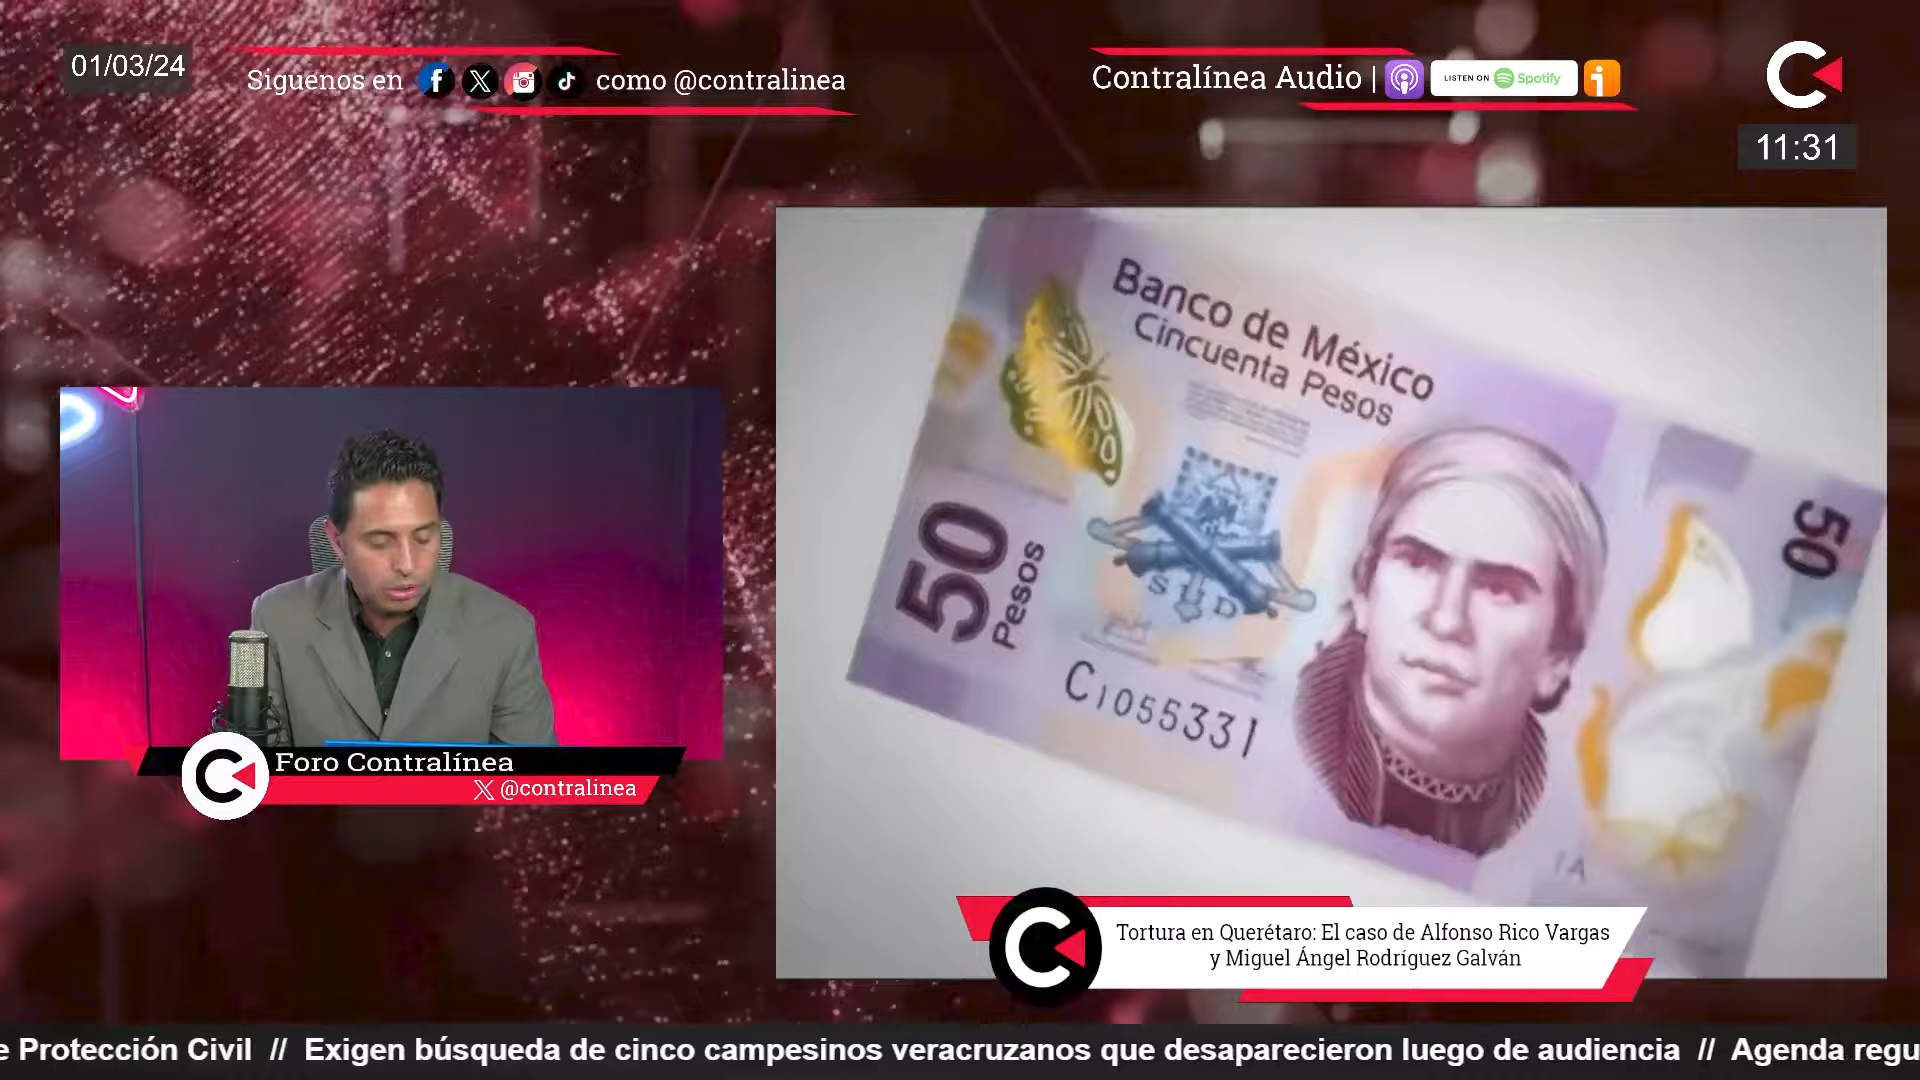 01/03/24
Siguenos en
como @contralinea
Contralínea Audio |
LISTEN ON Spotify
11:31
Banco de México
Cincuenta Pesos
50
Pesos
SUD
C1055331
50
Foro Contralínea
@contralinea
Tortura en Querétaro: El caso de Alfonso Rico Vargas
y Miguel Ángel Rodríguez Galván
e Protección Civil // Exigen búsqueda de cinco campesinos veracruzanos que desaparecieron luego de audiencia // Agenda regu